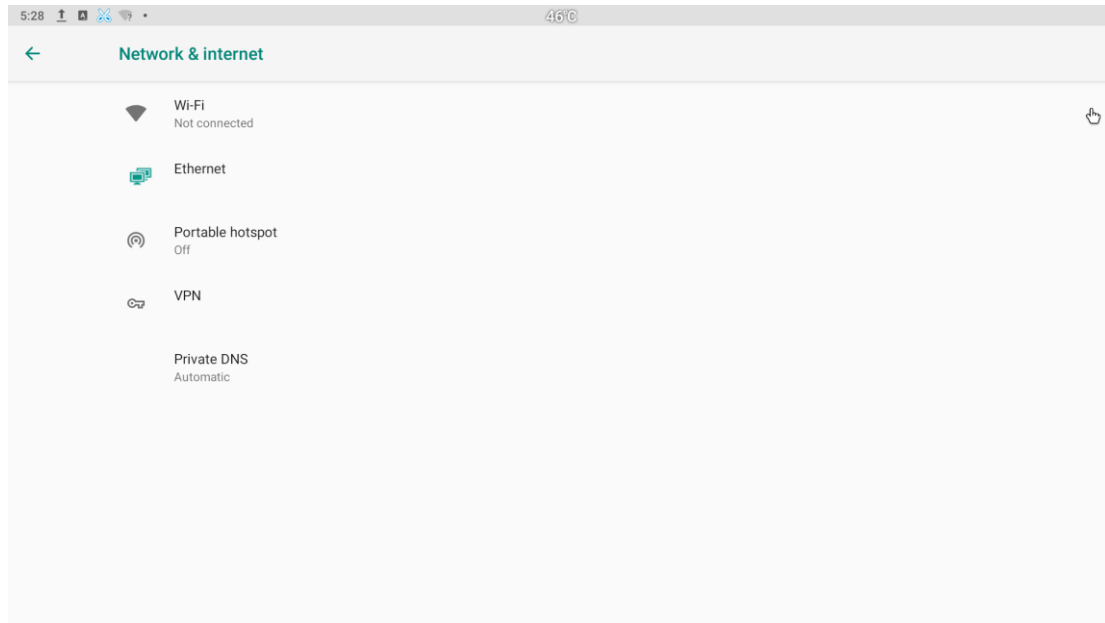 5:28
46°C
Network & internet
Wi-Fi
Not connected
Ethernet
Portable hotspot
Off
VPN
Private DNS
Automatic